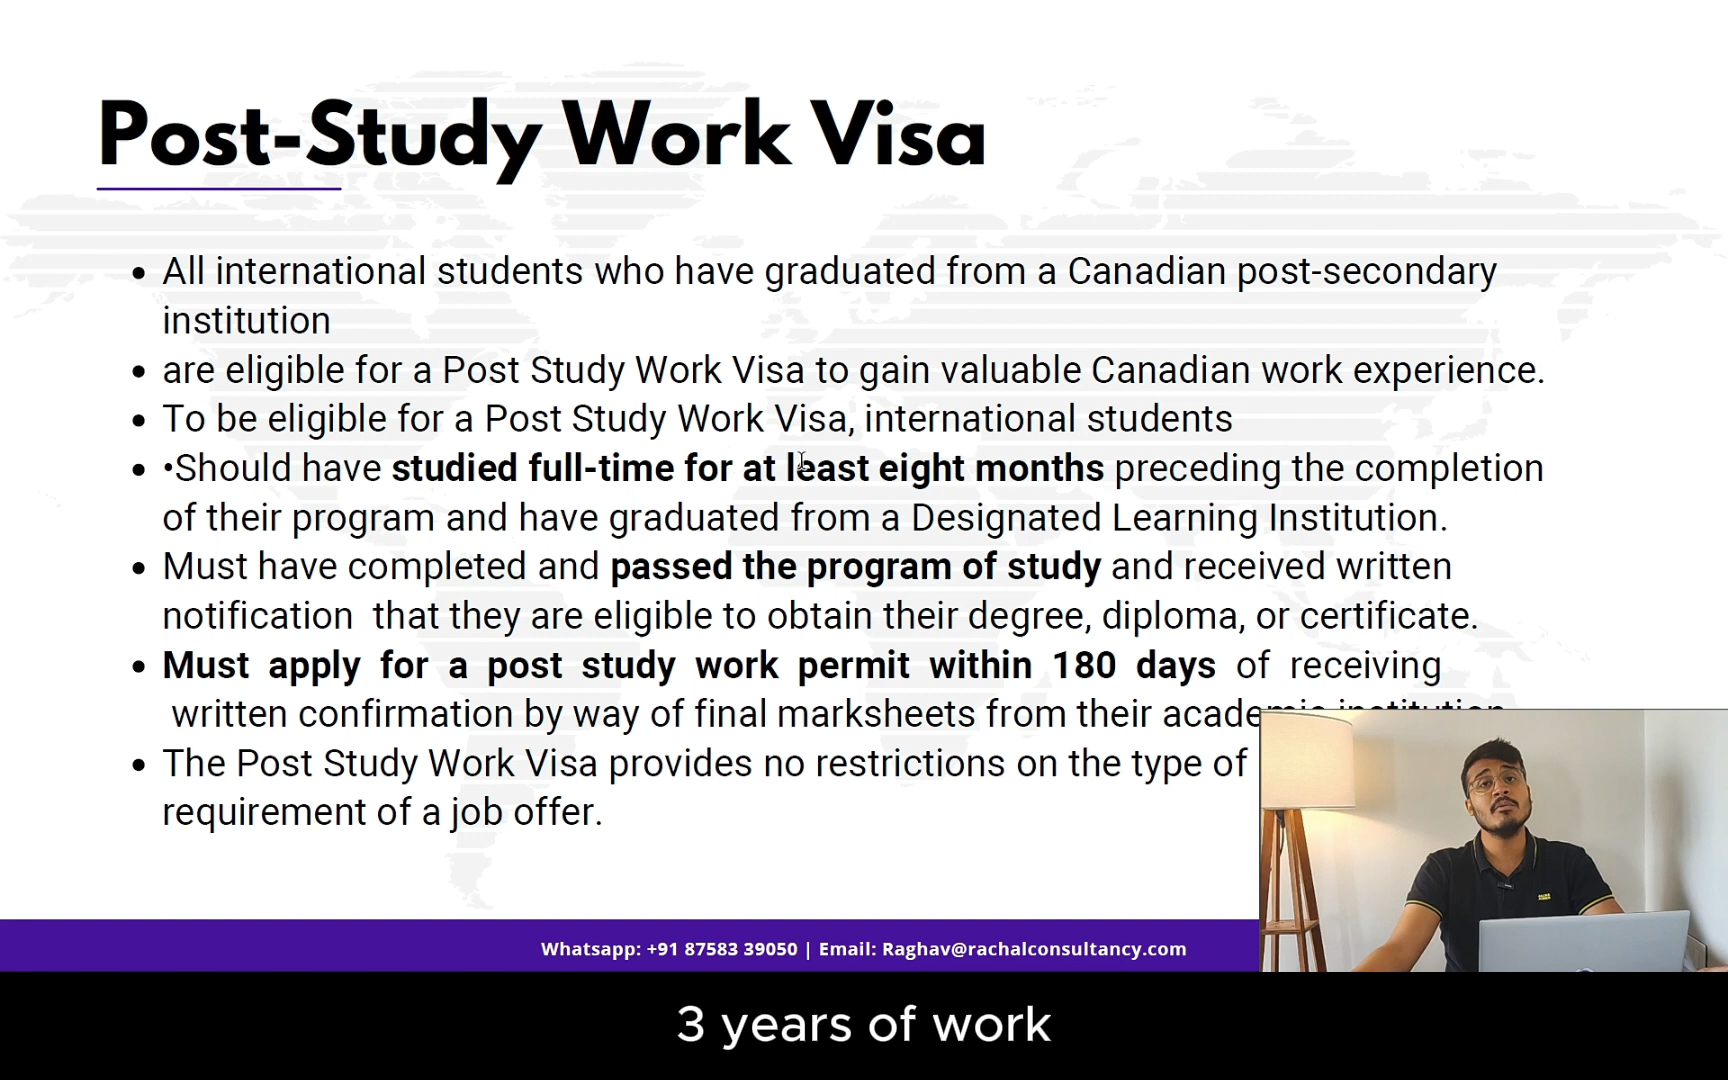 Post-Study Work Visa
• All international students who have graduated from a Canadian post-secondary
institution
• are eligible for a Post Study Work Visa to gain valuable Canadian work experience.
• To be eligible for a Post Study Work Visa, international students
• •Should have studied full-time for at least eight months preceding the completion
of their program and have graduated from a Designated Learning Institution.
• Must have completed and passed the program of study and received written
notification that they are eligible to obtain their degree, diploma, or certificate.
• Must apply for a post study work permit within 180 days of receiving
written confirmation by way of final marksheets from their academic institution
• The Post Study Work Visa provides no restrictions on the type of
requirement of a job offer.
Whatsapp: +91 87583 39050 | Email: Raghav@rachalconsultancy.com
3 years of work